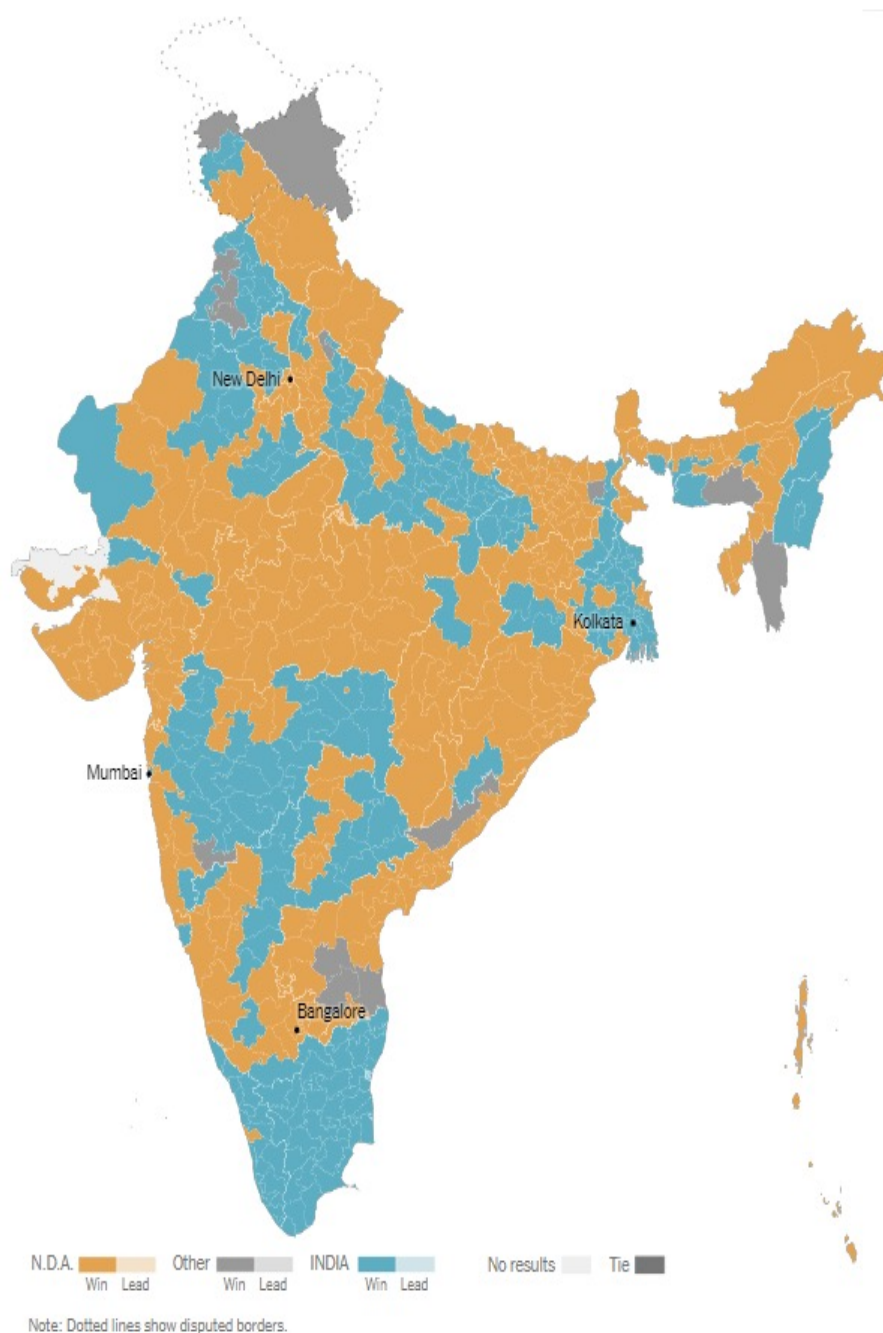 New Delhi
Kolkata
Mumbai
Bangalore
N.D.A. Other INDIA No results Tie
Win Lead Win Lead Win Lead
Note: Dotted lines show disputed borders.